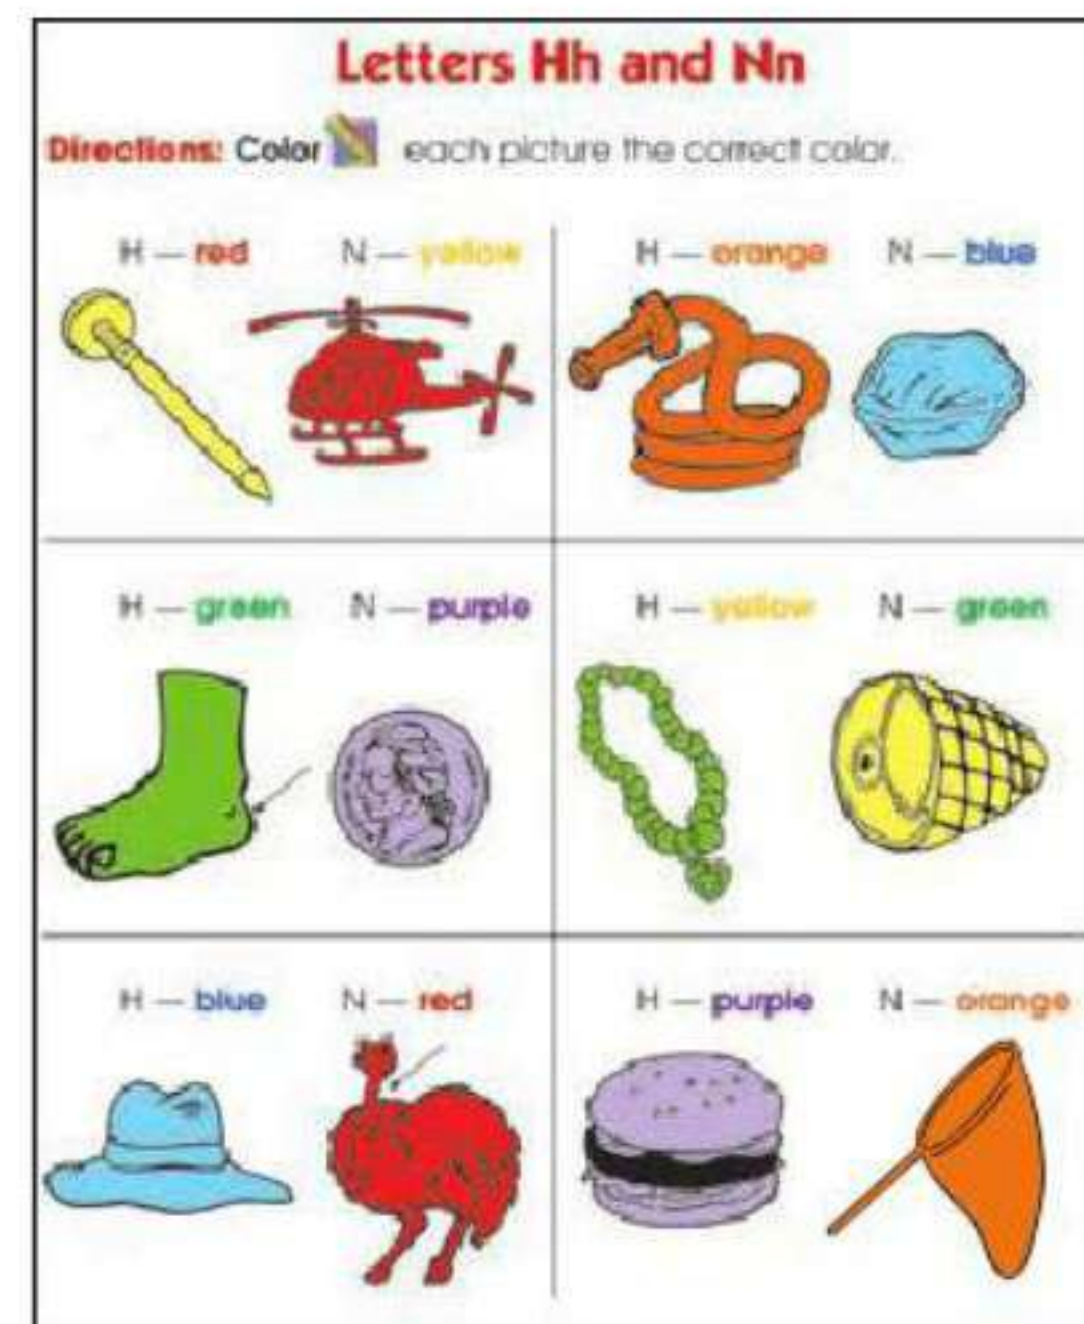 Letters Hh and Nn
Directions: Color each picture the correct color.
H — red N — yellow
H — orange N — blue
H — green N — purple
H — yellow N — green
H — blue N — red
H — purple N — orange